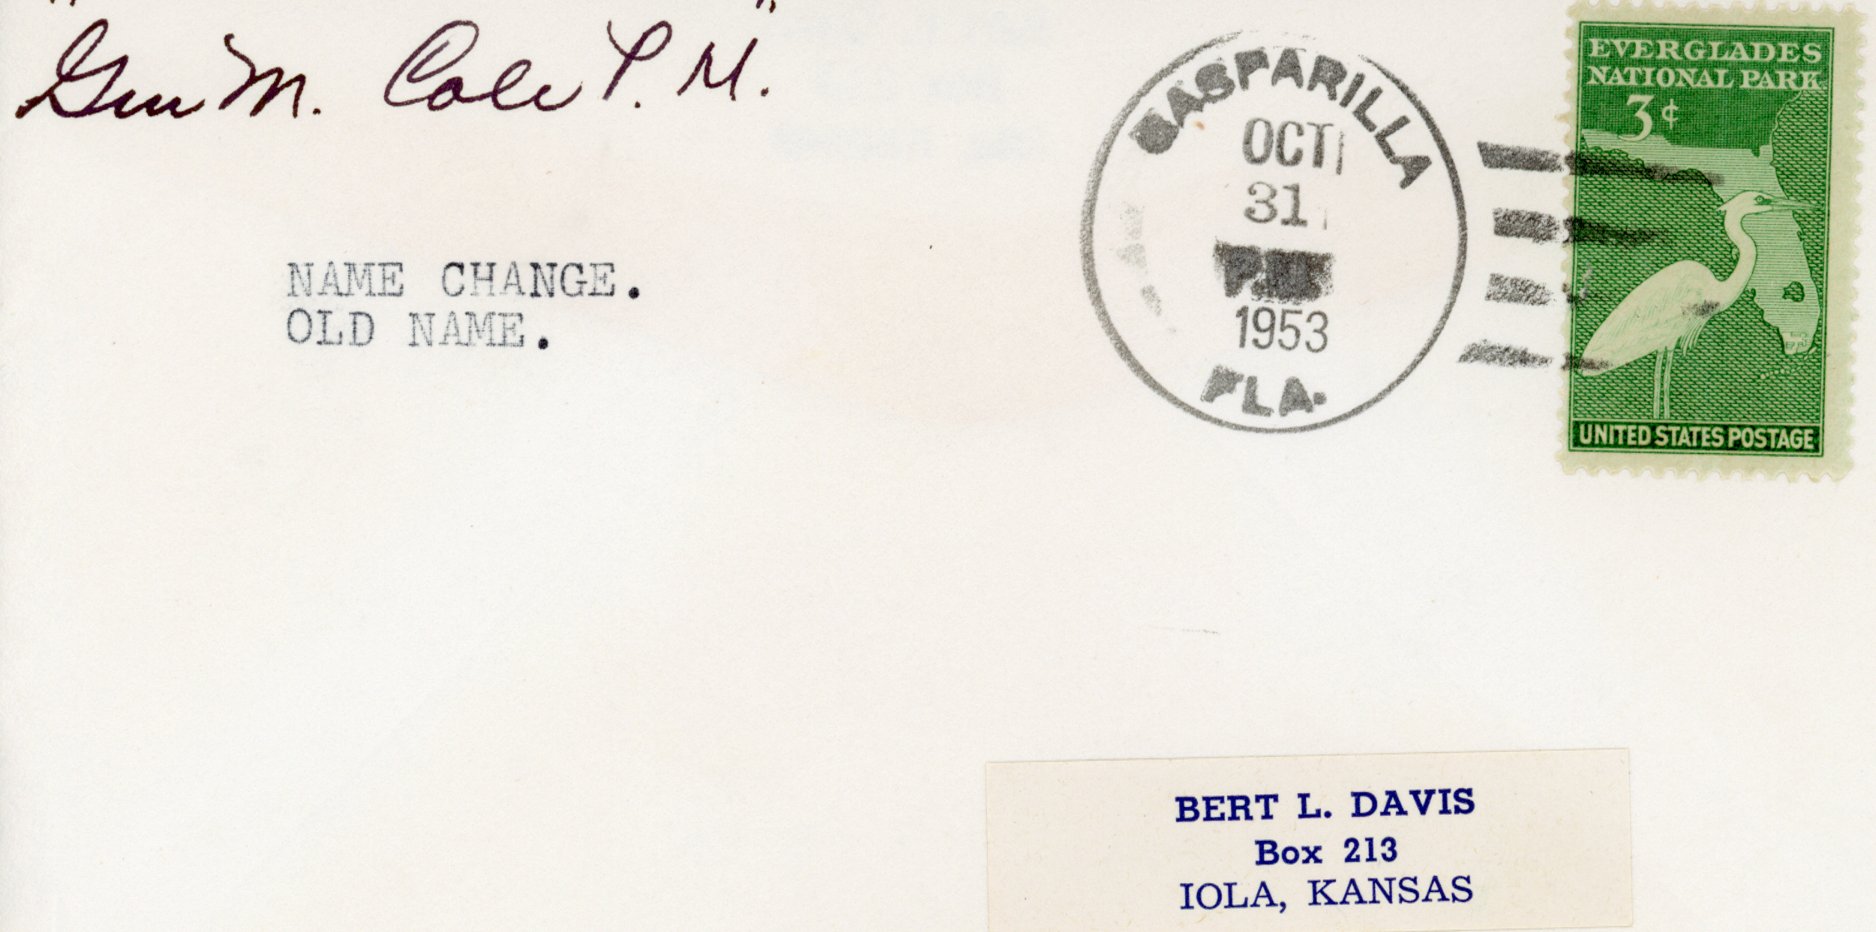 " "
M. Cole P. M.
NAME CHANGE.
OLD NAME.
GASPARILLA
OCT
31
P.M.
1953
FLA.
EVERGLADES
NATIONAL PARK
3¢
UNITED STATES POSTAGE
BERT L. DAVIS
Box 213
IOLA, KANSAS